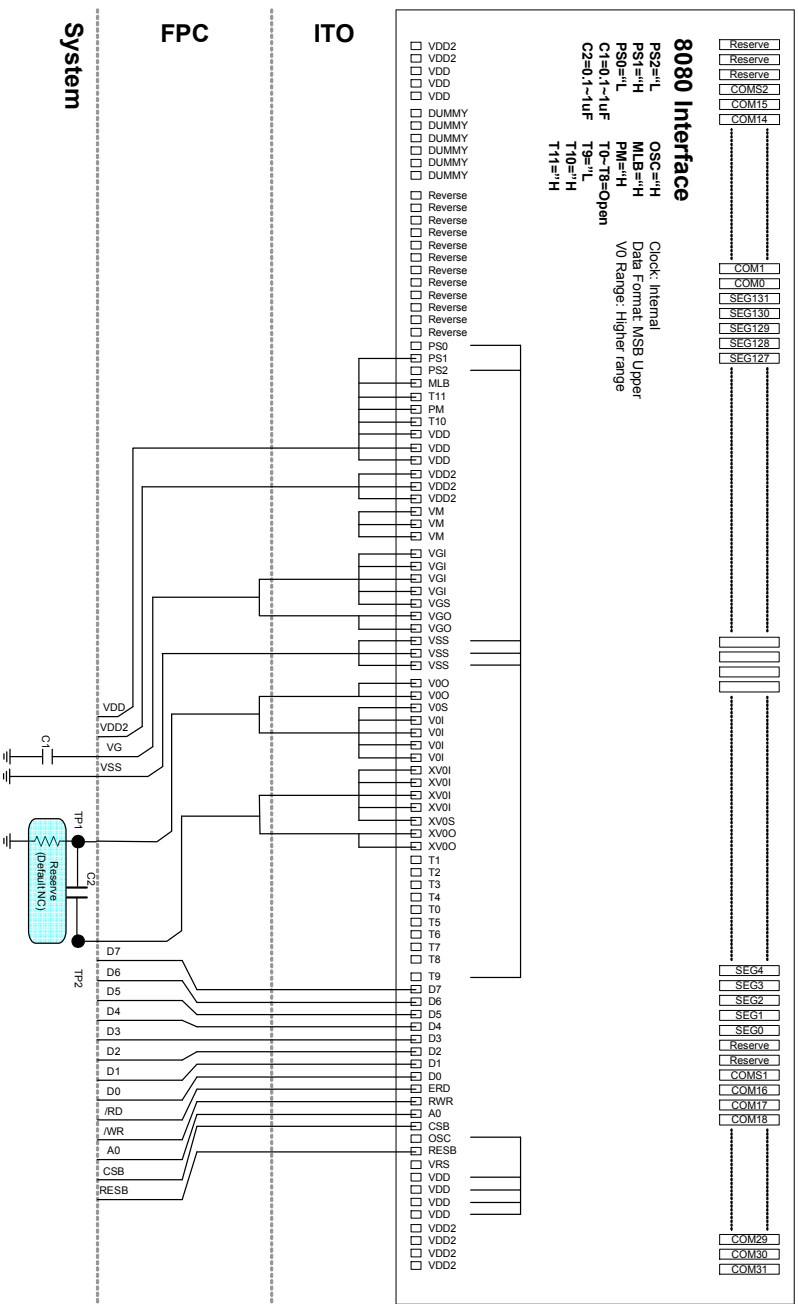 System
FPC
ITO
8080 Interface
PS2="L
PS1="H
PS0="L
C1=0.1~1uF
C2=0.1~1uF
OSC="H
MLB="H
PM="H
T0~T8=Open
T9="L
T10="H
T11="H
Clock: Internal
Data Format: MSB Upper
V0 Range: Higher range
Reserve
Reserve
Reserve
COMS2
COM15
COM14
COM1
COM0
SEG131
SEG130
SEG129
SEG128
SEG127
SEG4
SEG3
SEG2
SEG1
SEG0
Reserve
Reserve
COMS1
COM16
COM17
COM18
COM29
COM30
COM31
VDD2
VDD2
VDD
VDD
VDD
DUMMY
DUMMY
DUMMY
DUMMY
DUMMY
DUMMY
Reverse
Reverse
Reverse
Reverse
Reverse
Reverse
Reverse
Reverse
Reverse
Reverse
Reverse
Reverse
PS0
PS1
PS2
MLB
T11
PM
T10
VDD
VDD
VDD
VDD2
VDD2
VDD2
VM
VM
VM
VGI
VGI
VGI
VGI
VGS
VGO
VGO
VSS
VSS
VSS
V0O
V0O
V0S
V0I
V0I
V0I
V0I
XV0I
XV0I
XV0I
XV0I
XV0S
XV0O
XV0O
T1
T2
T3
T4
T0
T5
T6
T7
T8
T9
D7
D6
D5
D4
D3
D2
D1
D0
ERD
RWR
A0
CSB
OSC
RESB
VRS
VDD
VDD
VDD
VDD
VDD2
VDD2
VDD2
VDD2
VDD
VDD2
VG
VSS
C1
TP1
C2
Reserve
(Default NC)
TP2
D7
D6
D5
D4
D3
D2
D1
D0
/RD
/WR
A0
CSB
RESB